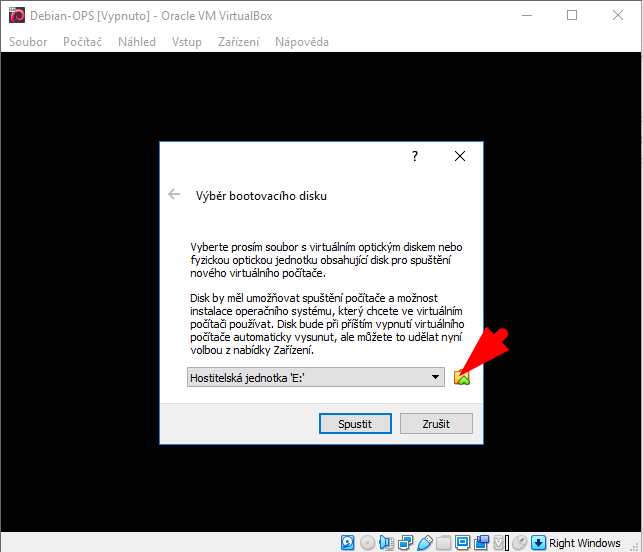 Debian-OPS [Vypnuto] - Oracle VM VirtualBox
Soubor Počítač Náhled Vstup Zařízení Nápověda
?
Výběr bootovacího disku
Vyberte prosím soubor s virtuálním optickým diskem nebo
fyzickou optickou jednotku obsahující disk pro spuštění
nového virtuálního počítače.
Disk by měl umožňovat spuštění počítače a možnost
instalace operačního systému, který chcete ve virtuálním
počítači používat. Disk bude při příštím vypnutí virtuálního
počítače automaticky vysunut, ale můžete to udělat nyní
volbou z nabídky Zařízení.
Hostitelská jednotka 'E:'
Spustit Zrušit
Right Windows